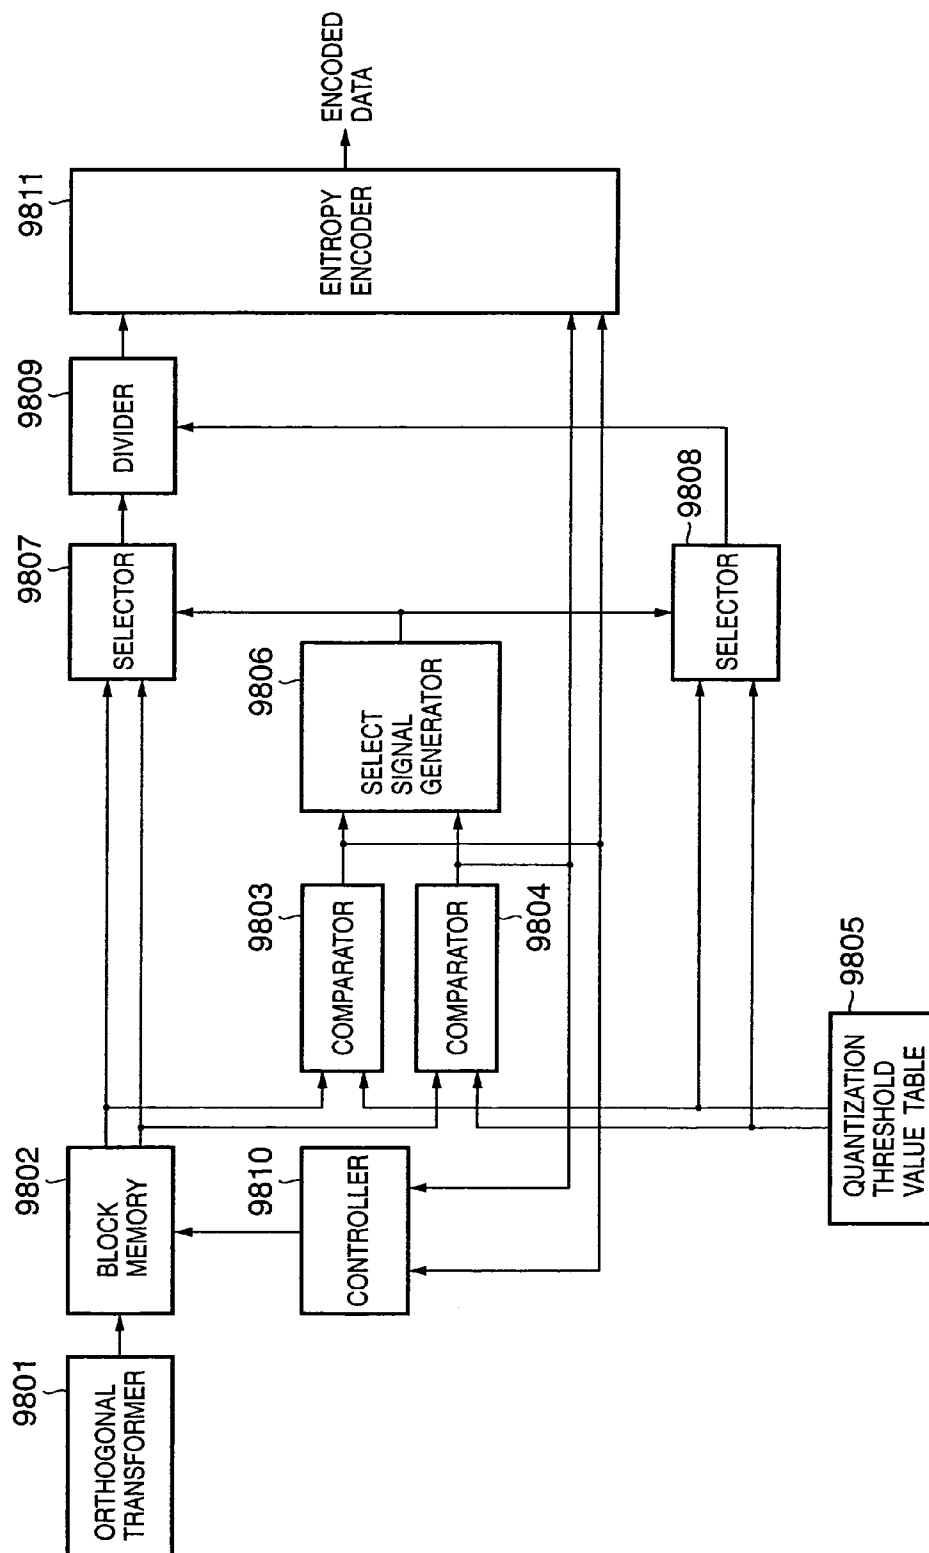 9801
ORTHOGONAL
TRANSFORMER
9802
BLOCK
MEMORY
9807
SELECTOR
9809
DIVIDER
9811
ENTROPY
ENCODER
ENCODED
DATA
9810
CONTROLLER
9803
COMPARATOR
COMPARATOR
9804
9806
SELECT
SIGNAL
GENERATOR
9808
SELECTOR
9805
QUANTIZATION
THRESHOLD
VALUE TABLE